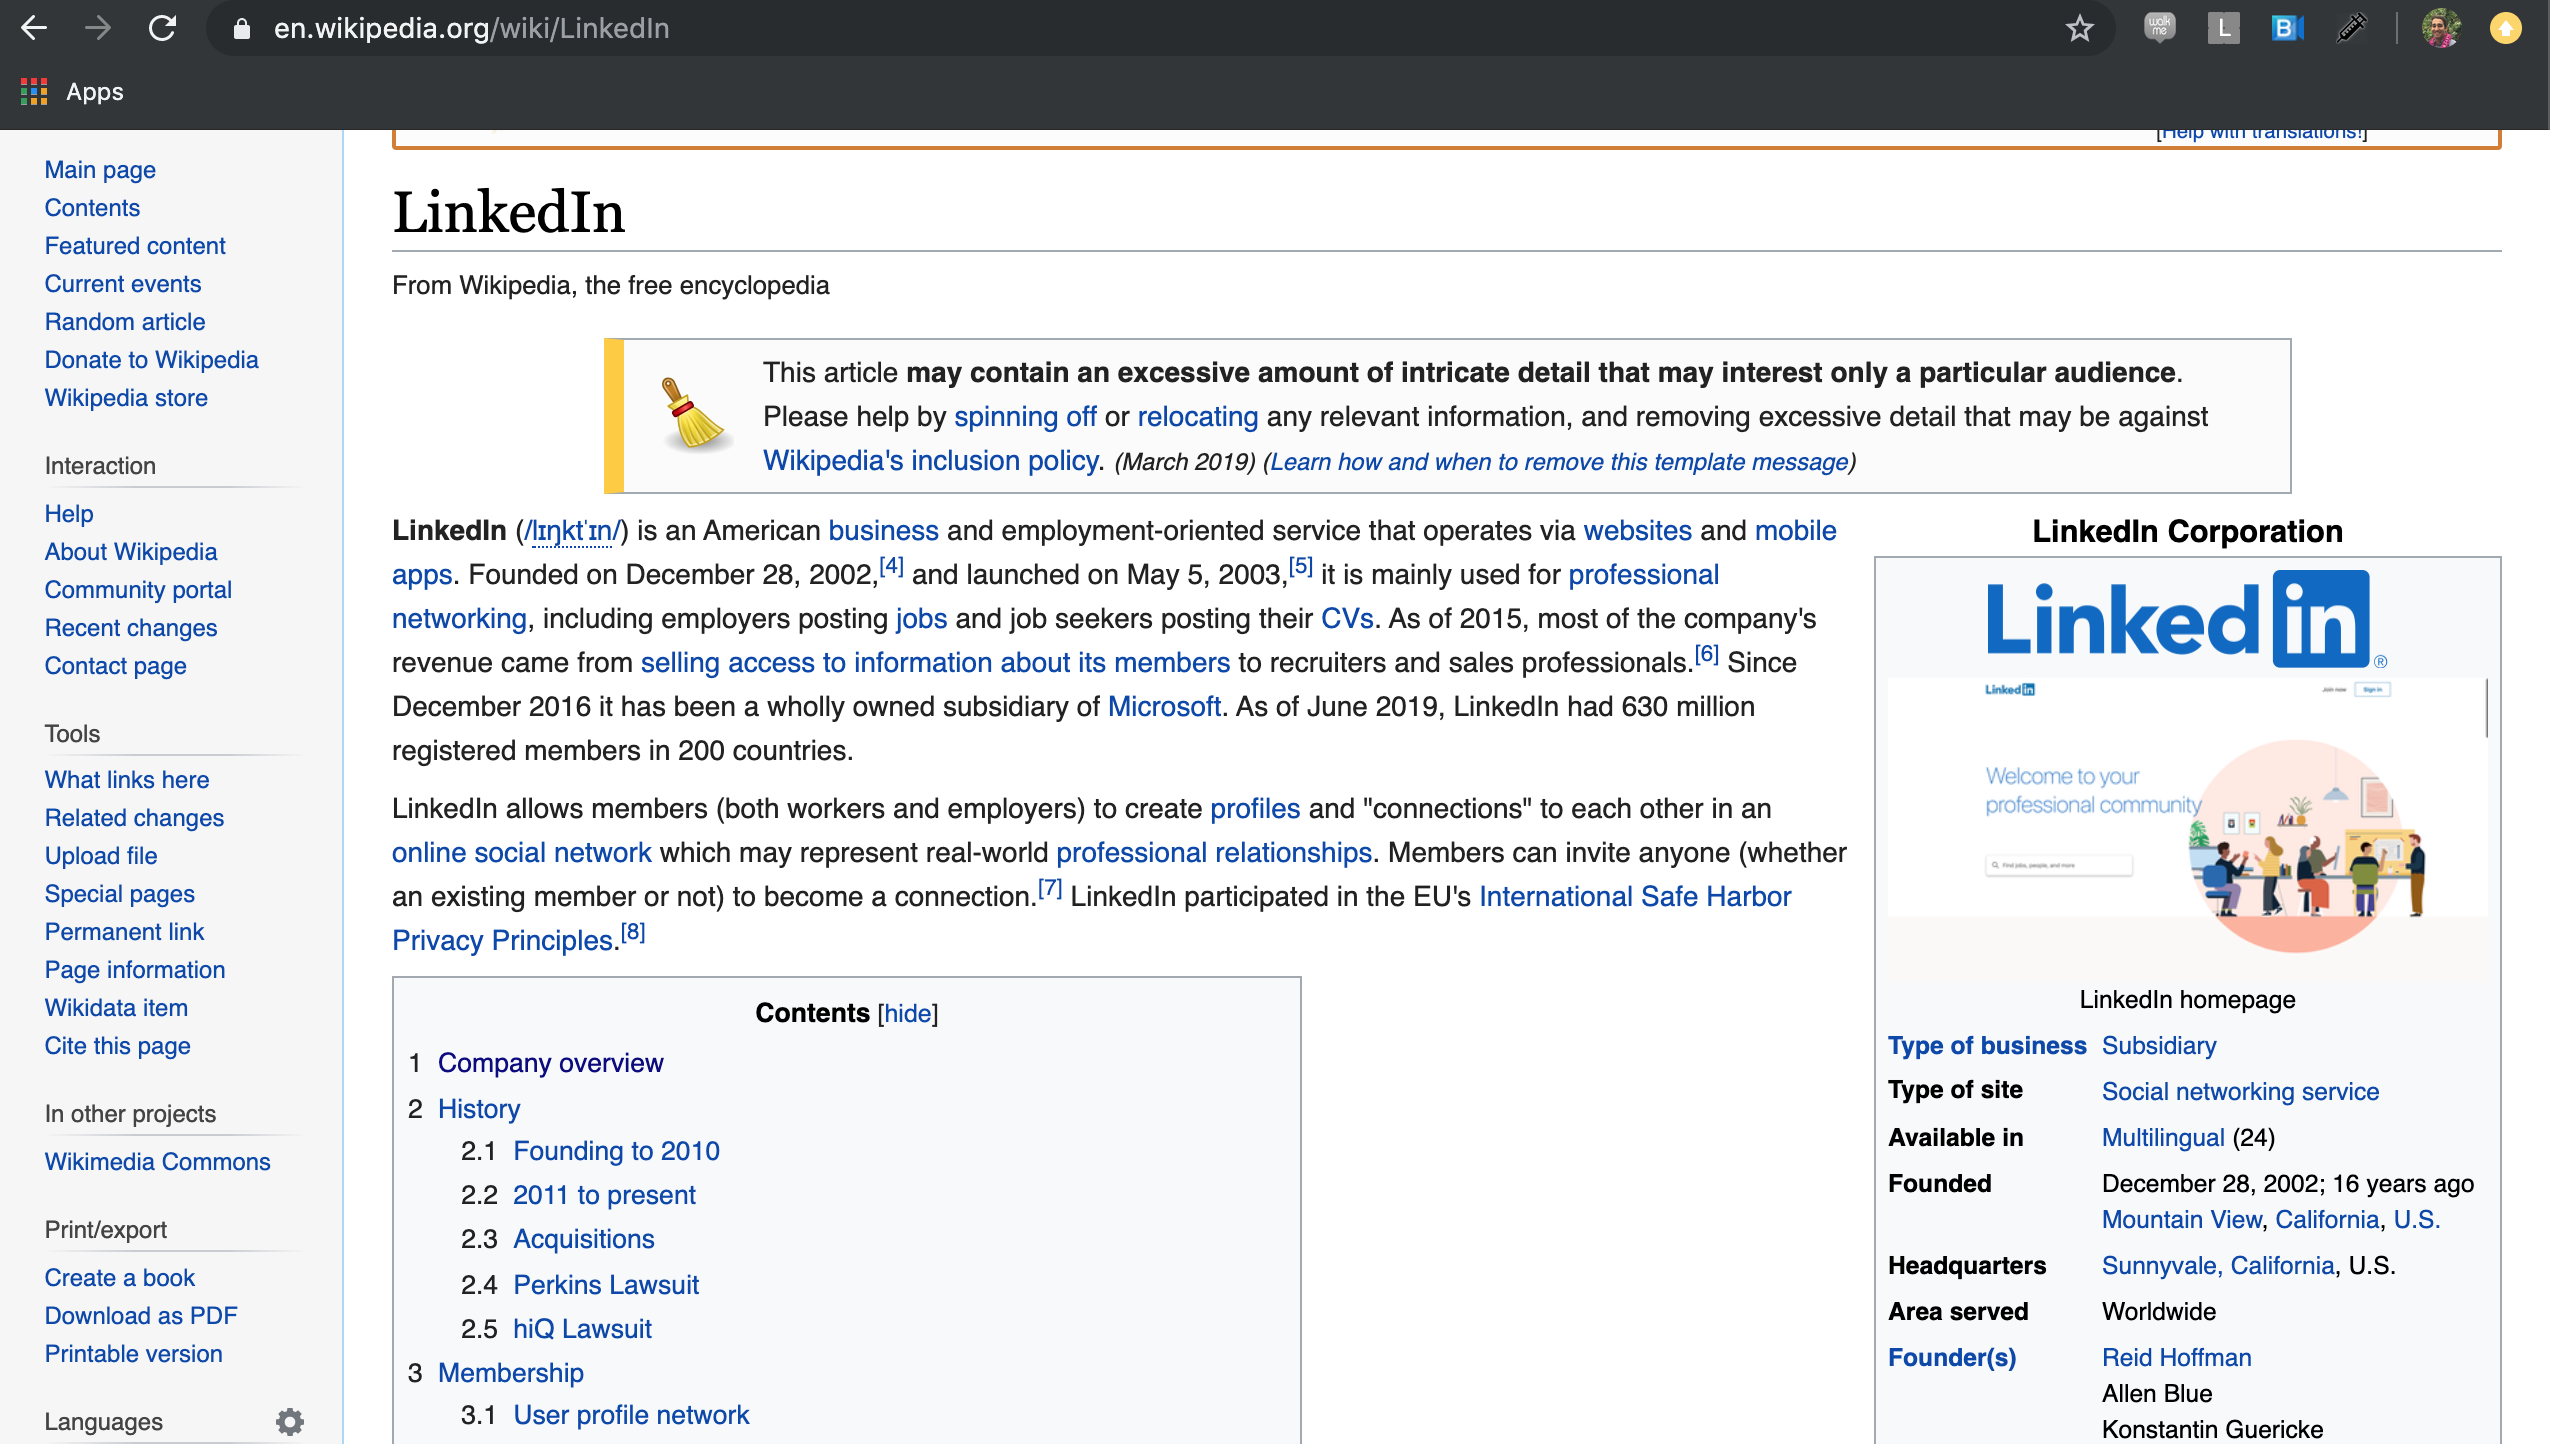 en.wikipedia.org/wiki/LinkedIn
walk me
L
B
Apps
[Help with translations!]
Main page
Contents
Featured content
Current events
Random article
Donate to Wikipedia
Wikipedia store
Interaction
Help
About Wikipedia
Community portal
Recent changes
Contact page
Tools
What links here
Related changes
Upload file
Special pages
Permanent link
Page information
Wikidata item
Cite this page
In other projects
Wikimedia Commons
Print/export
Create a book
Download as PDF
Printable version
Languages
LinkedIn
From Wikipedia, the free encyclopedia
This article may contain an excessive amount of intricate detail that may interest only a particular audience.
Please help by spinning off or relocating any relevant information, and removing excessive detail that may be against
Wikipedia's inclusion policy. (March 2019) (Learn how and when to remove this template message)
LinkedIn (/lɪŋktˈɪn/) is an American business and employment-oriented service that operates via websites and mobile
apps. Founded on December 28, 2002,[4] and launched on May 5, 2003,[5] it is mainly used for professional
networking, including employers posting jobs and job seekers posting their CVs. As of 2015, most of the company's
revenue came from selling access to information about its members to recruiters and sales professionals.[6] Since
December 2016 it has been a wholly owned subsidiary of Microsoft. As of June 2019, LinkedIn had 630 million
registered members in 200 countries.
LinkedIn allows members (both workers and employers) to create profiles and "connections" to each other in an
online social network which may represent real-world professional relationships. Members can invite anyone (whether
an existing member or not) to become a connection.[7] LinkedIn participated in the EU's International Safe Harbor
Privacy Principles.[8]
Contents [hide]
1 Company overview
2 History
2.1 Founding to 2010
2.2 2011 to present
2.3 Acquisitions
2.4 Perkins Lawsuit
2.5 hiQ Lawsuit
3 Membership
3.1 User profile network
LinkedIn Corporation
Linked in ®
Linked in Join now Sign in
Welcome to your
professional community
Find jobs, people, and more
LinkedIn homepage
Type of business Subsidiary
Type of site Social networking service
Available in Multilingual (24)
Founded December 28, 2002; 16 years ago
Mountain View, California, U.S.
Headquarters Sunnyvale, California, U.S.
Area served Worldwide
Founder(s) Reid Hoffman
Allen Blue
Konstantin Guericke